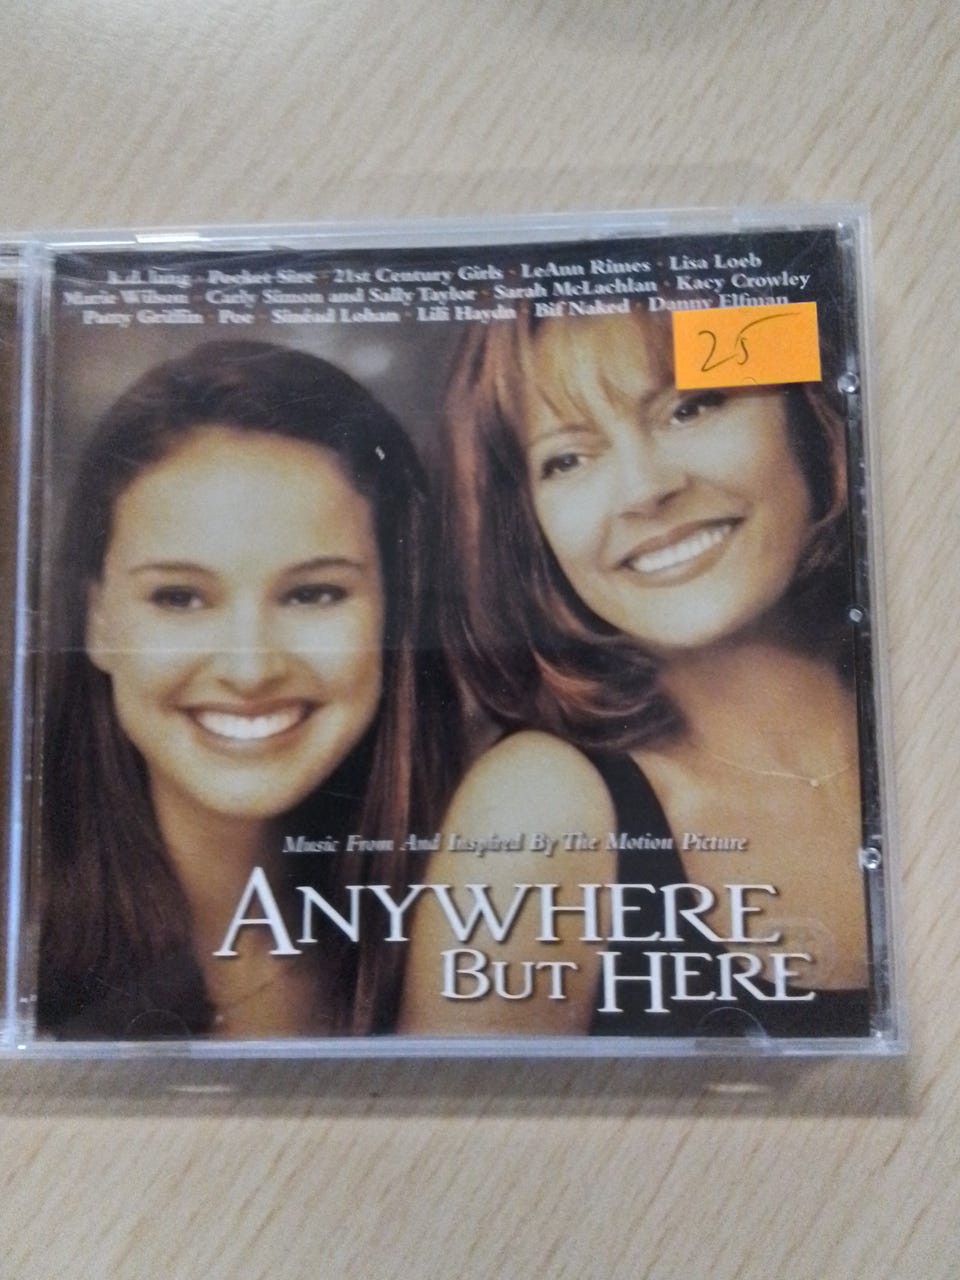 k.d. lang · Pocket Size · 21st Century Girls · LeAnn Rimes · Lisa Loeb
Marie Wilson · Carly Simon and Sally Taylor · Sarah McLachlan · Kacy Crowley
Patty Griffin · Poe · Sinéad Lohan · Lili Haydn · Bif Naked · Danny Elfman
25
Music From And Inspired By The Motion Picture
ANYWHERE
BUT HERE